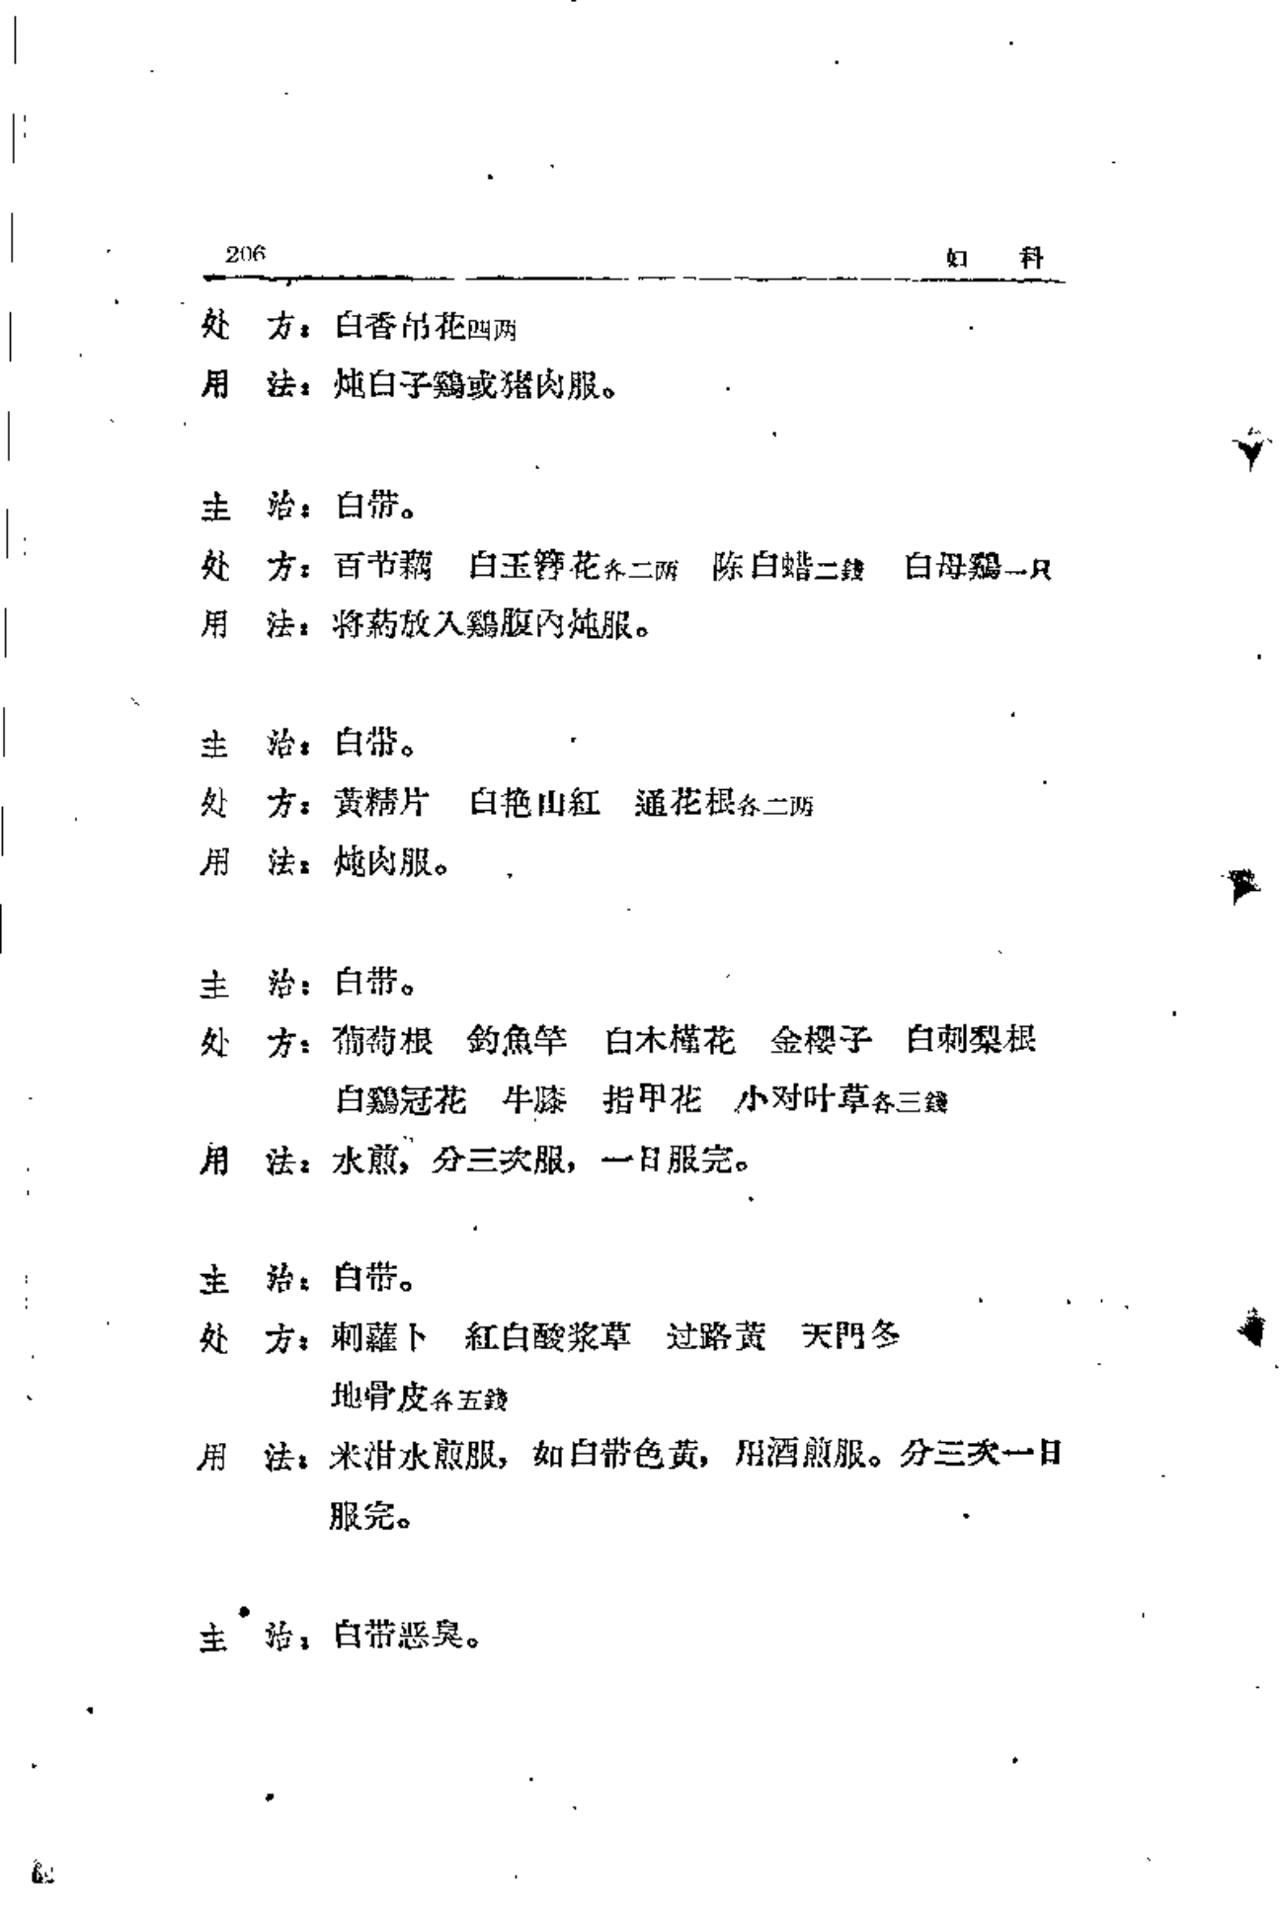 206 妇 科
处 方：白香吊花四两
用 法：炖白子鷄或猪肉服。
主 治：白带。
处 方：百节藕 白玉簪花各二两 陈白蜡二錢 白母鷄一只
用 法：将葯放入鷄腹內炖服。
主 治：白带。
处 方：黃精片 白艳山紅 通花根各二两
用 法：炖肉服。
主 治：白带。
处 方：葡萄根 釣魚竿 白木槿花 金樱子 白刺梨根
白鷄冠花 牛膝 指甲花 小对叶草各三錢
用 法：水煎，分三次服，一日服完。
主 治：白带。
处 方：刺蘿卜 紅白酸浆草 过路黃 天門冬
地骨皮各五錢
用 法：米泔水煎服，如白带色黃，用酒煎服。分三次一日
服完。
主 治：白带恶臭。